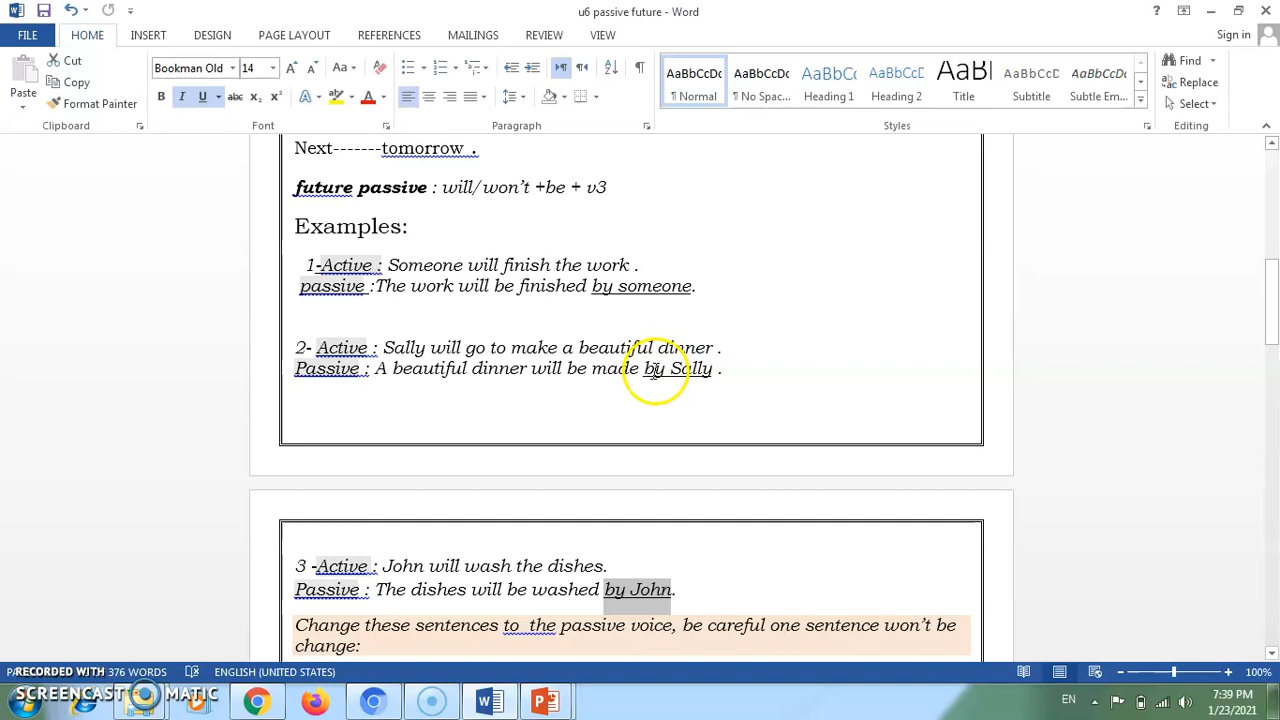 u6 passive future - Word
FILE HOME INSERT DESIGN PAGE LAYOUT REFERENCES MAILINGS REVIEW VIEW Sign in
Paste Cut Copy Format Painter
Bookman Old 14
AaBbCcDc AaBbCcDc AaBbCc AaBbCc AaBl AaBbCcDc AaBbCcDc
¶ Normal ¶ No Spac... Heading 1 Heading 2 Title Subtitle Subtle Em...
Find Replace Select
Clipboard Font Paragraph Styles Editing
Next-------tomorrow .
future passive : will/won't +be + v3
Examples:
1-Active : Someone will finish the work .
passive :The work will be finished by someone.
2- Active : Sally will go to make a beautiful dinner .
Passive : A beautiful dinner will be made by Sally .
3 -Active : John will wash the dishes.
Passive : The dishes will be washed by John.
Change these sentences to the passive voice, be careful one sentence won't be
change:
376 WORDS ENGLISH (UNITED STATES) 100%
RECORDED WITH
SCREENCAST MATIC
EN 7:39 PM
1/23/2021